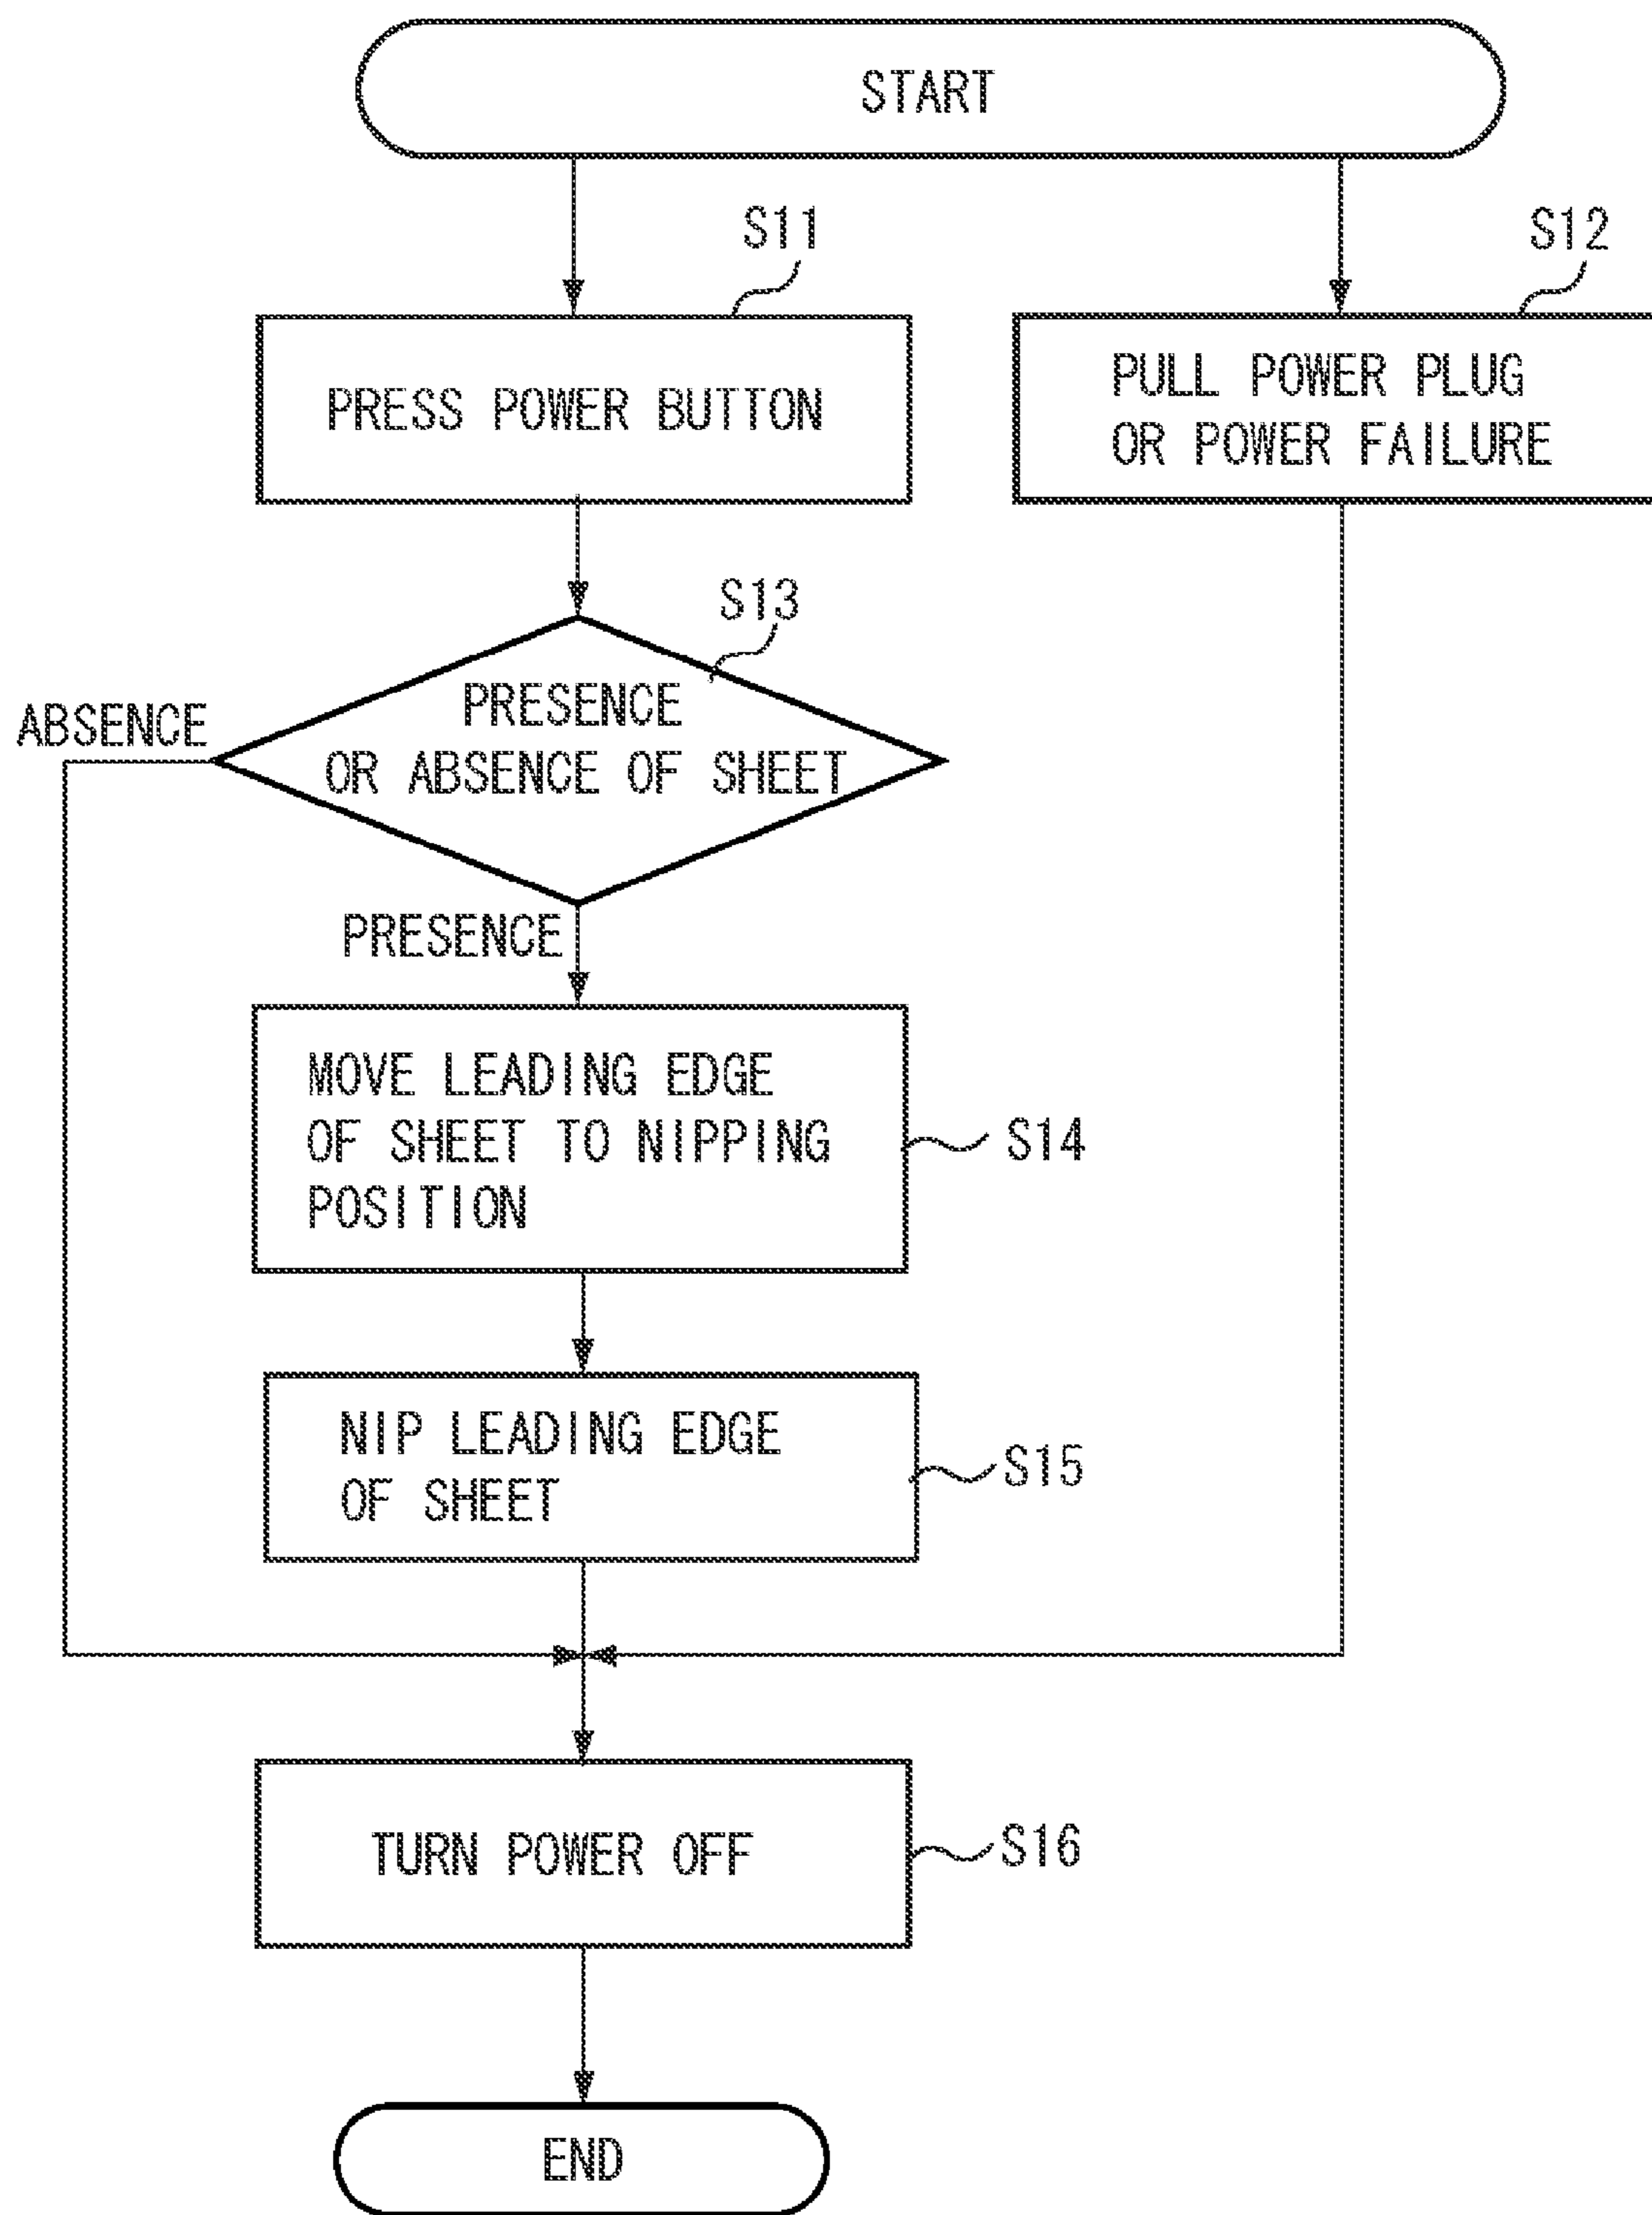 START
S11
S12
PRESS POWER BUTTON
PULL POWER PLUG
OR POWER FAILURE
S13
ABSENCE
PRESENCE
OR ABSENCE OF SHEET
PRESENCE
MOVE LEADING EDGE
OF SHEET TO NIPPING
POSITION
S14
NIP LEADING EDGE
OF SHEET
S15
TURN POWER OFF
S16
END